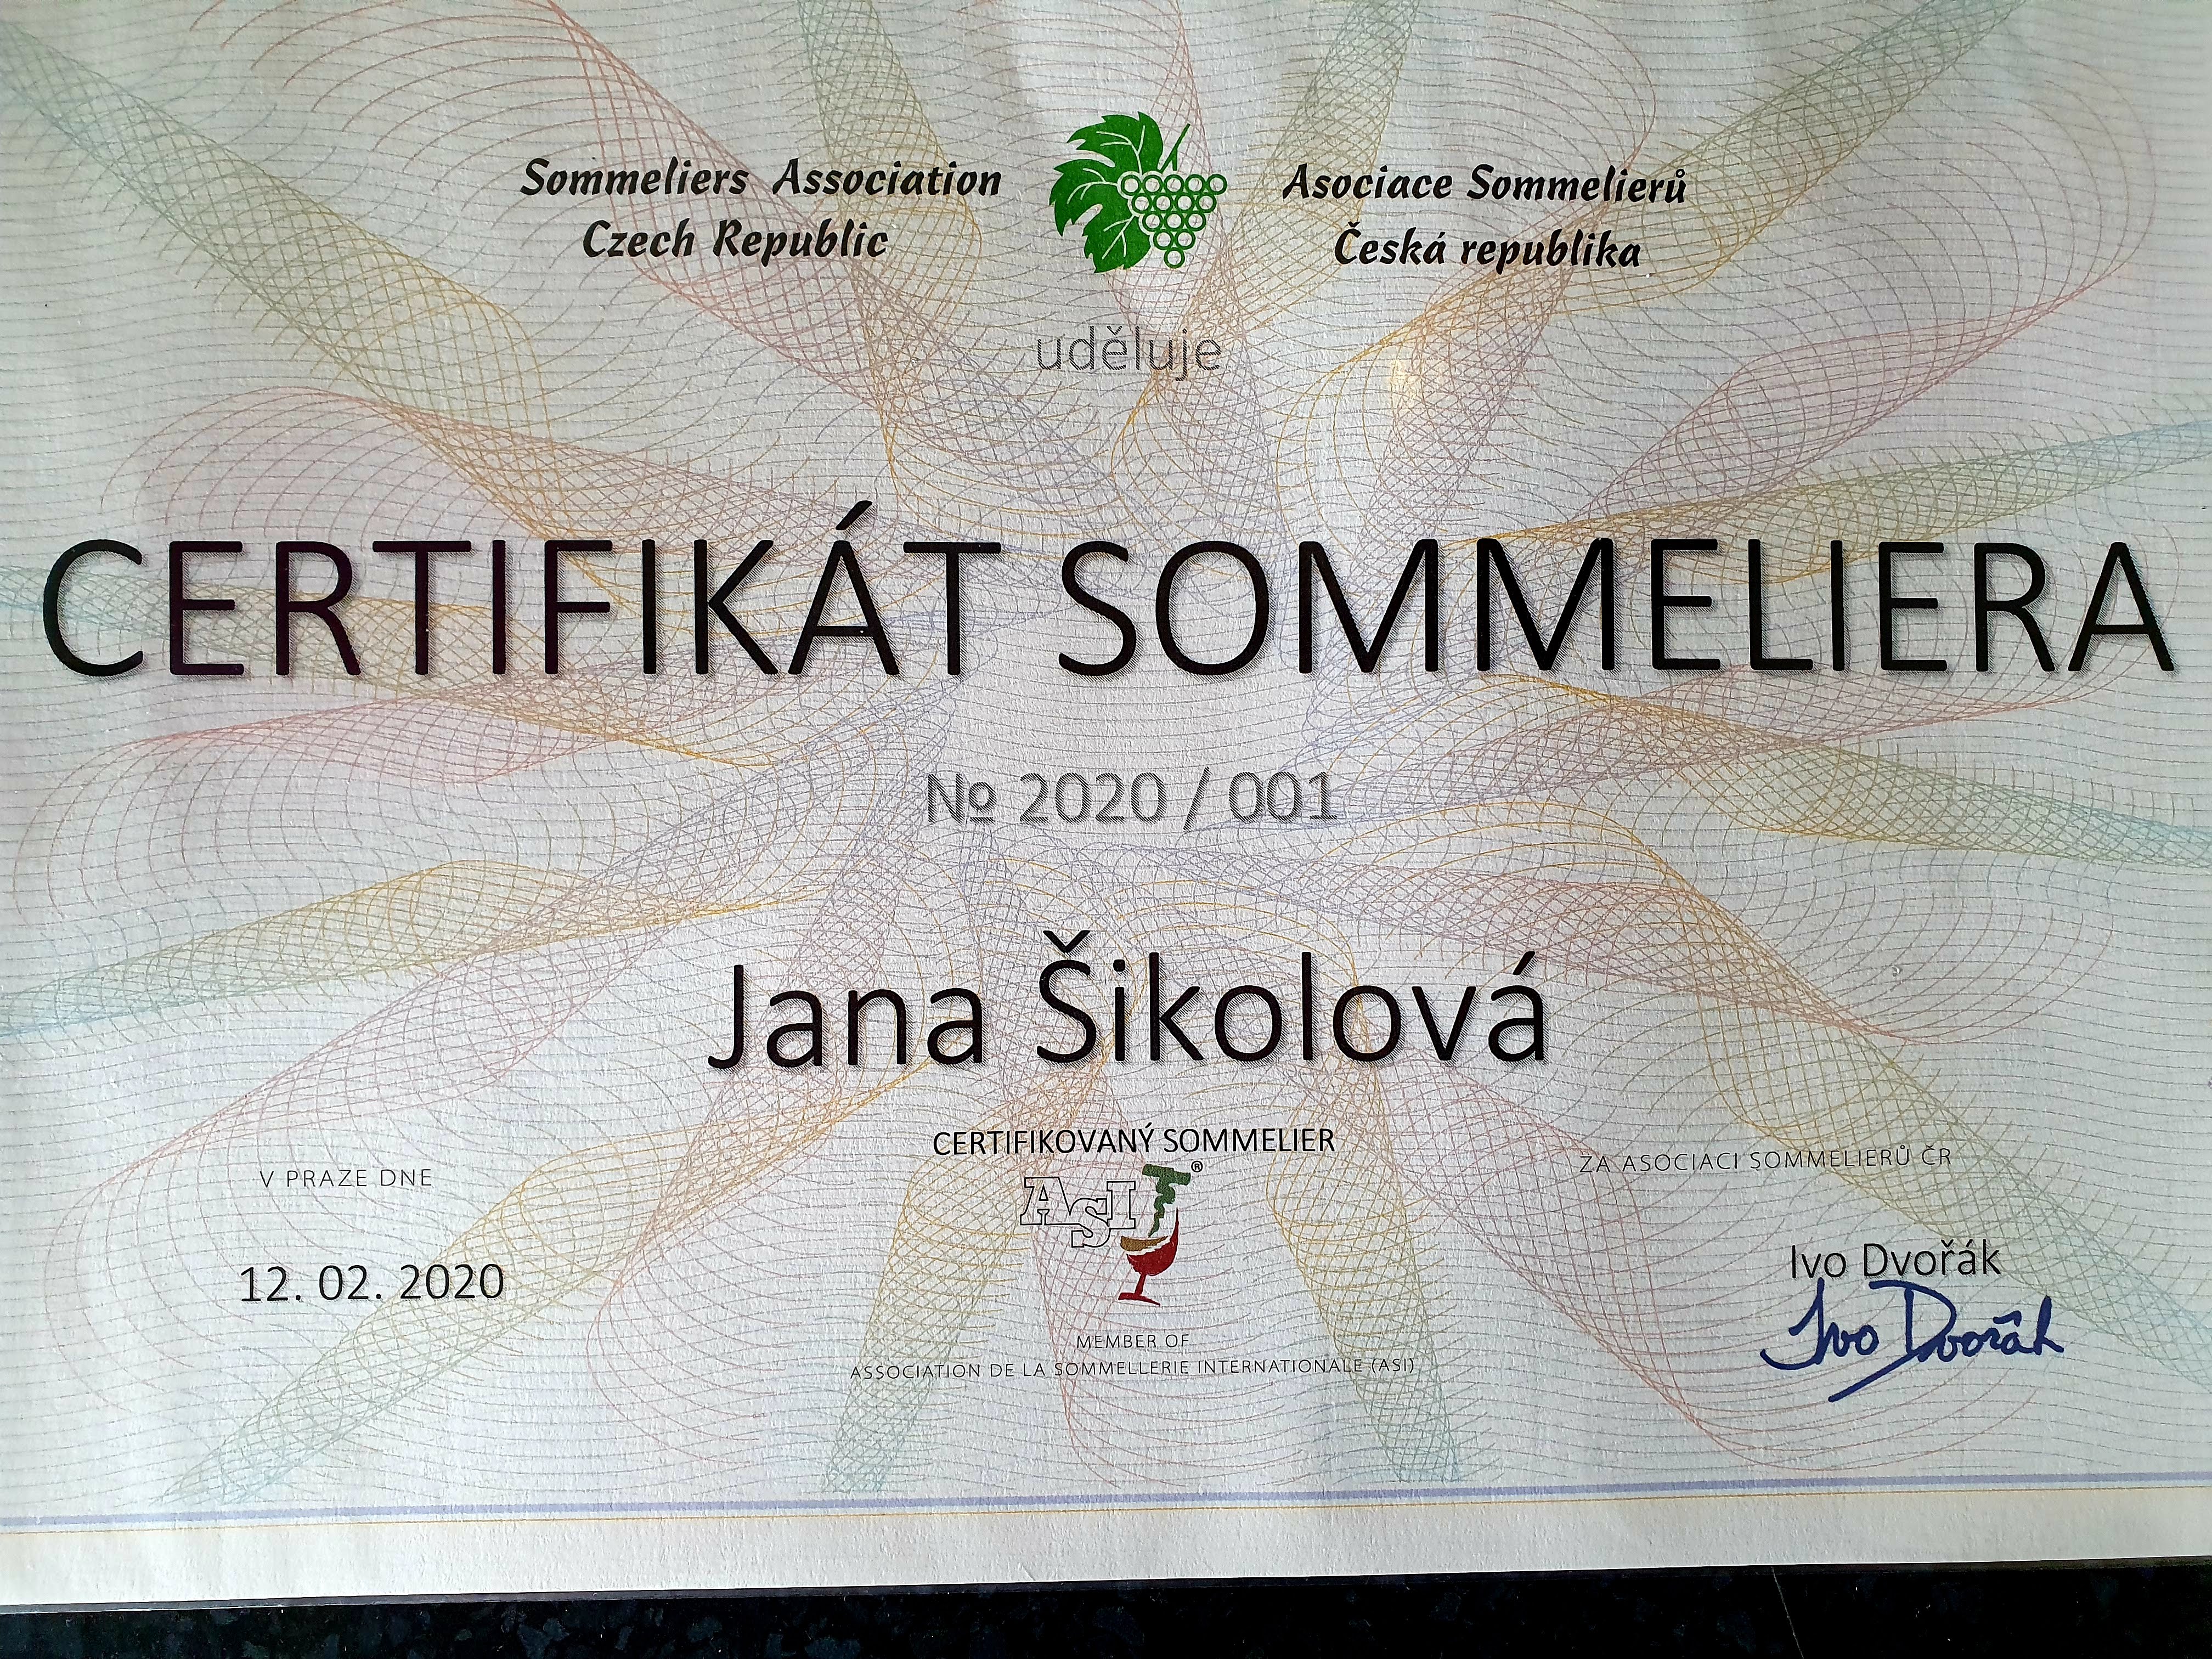 Sommeliers Association
Czech Republic
Asociace Sommelierů
Česká republika
uděluje
CERTIFIKÁT SOMMELIERA
№ 2020 / 001
Jana Šikolová
CERTIFIKOVANÝ SOMMELIER
V PRAZE DNE
12. 02. 2020
ASI®
MEMBER OF
ASSOCIATION DE LA SOMMELLERIE INTERNATIONALE (ASI)
ZA ASOCIACI SOMMELIERŮ ČR
Ivo Dvořák
Ivo Dvořák